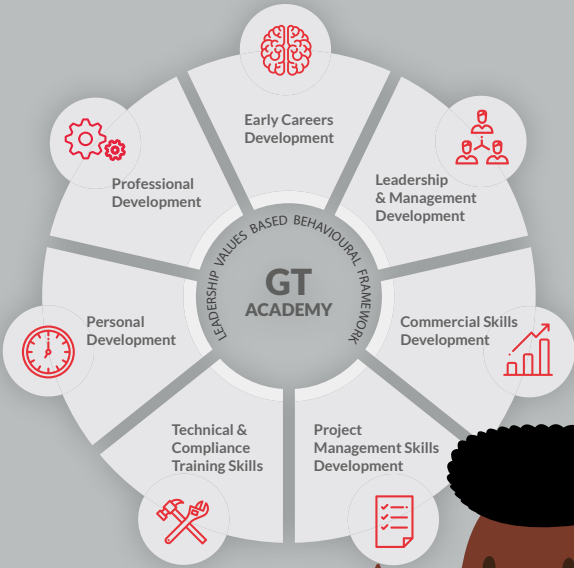 Early Careers
Development
Leadership
& Management
Development
Commercial Skills
Development
Project
Management Skills
Development
Technical &
Compliance
Training Skills
Personal
Development
Professional
Development
LEADERSHIP VALUES BASED BEHAVIOURAL FRAMEWORK
GT
ACADEMY